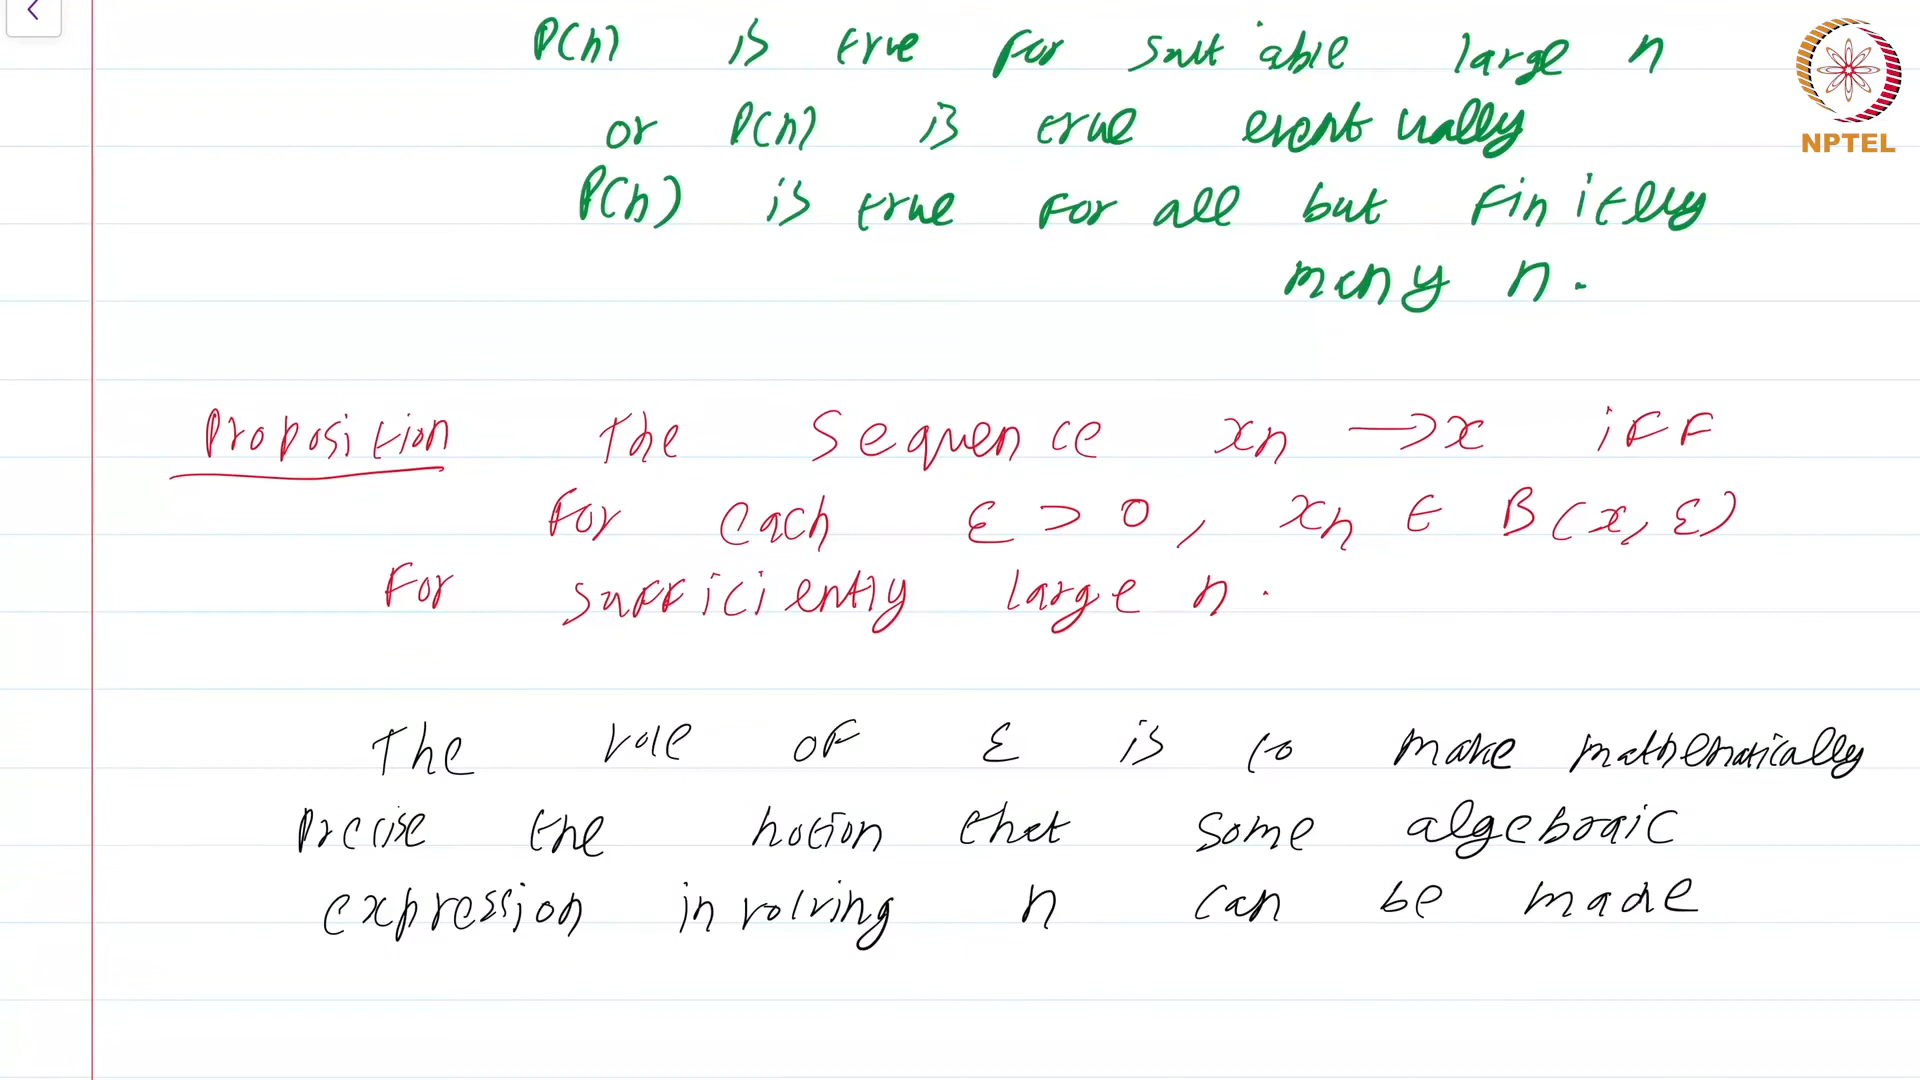 P(n) is true for suitable large n
NPTEL
or P(n) is true eventually
P(n) is true for all but finitely
many n.
Proposition The Sequence xn → x iff
for each ε > 0, xn ∈ B(x, ε)
for sufficiently large n.
The role of ε is to make mathematically
precise the notion that some algebraic
expression involving n can be made